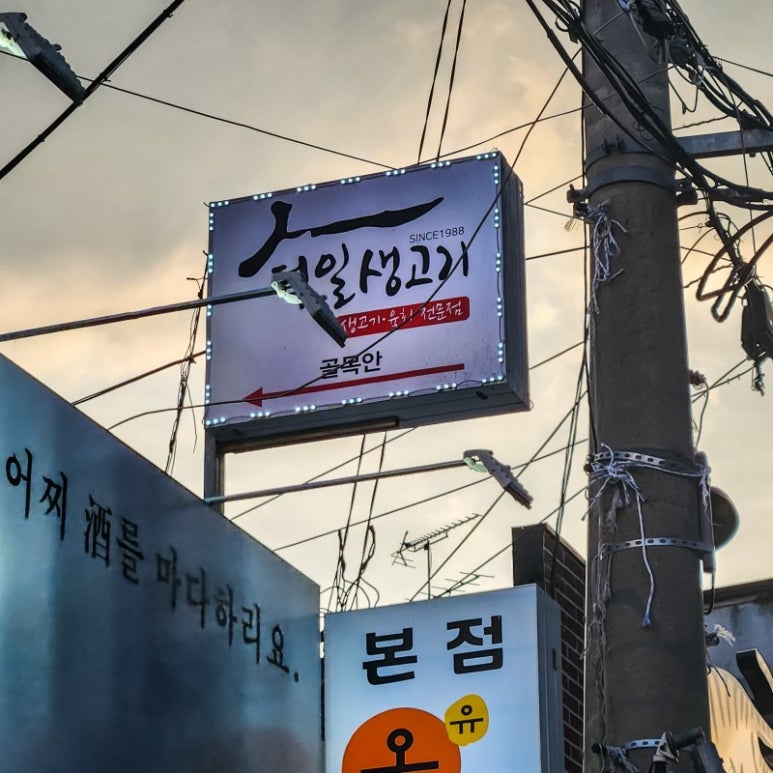 SINCE1988
생고기
생고기·육회 전문점
골목안
어찌 酒를 마다하리요.
본점
유
오